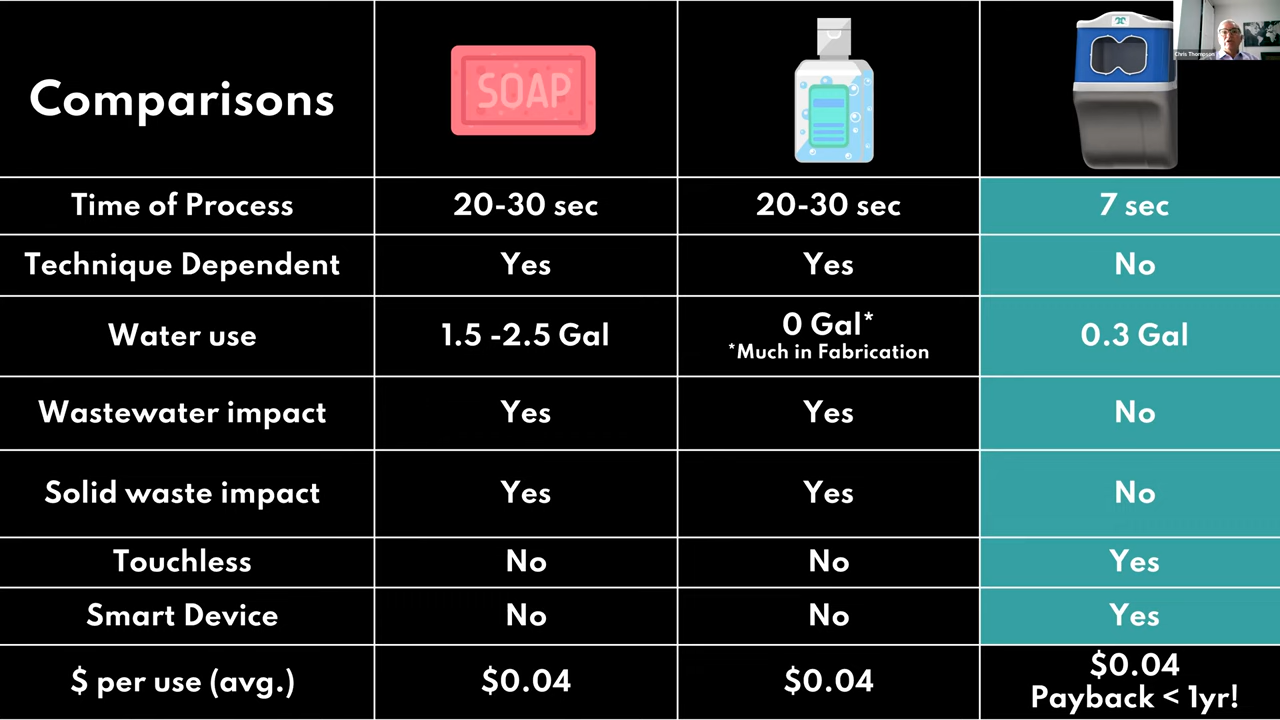 Comparisons
SOAP
Chris Thompson
Time of Process
20-30 sec
20-30 sec
7 sec
Technique Dependent
Yes
Yes
No
Water use
1.5 -2.5 Gal
0 Gal*
*Much in Fabrication
0.3 Gal
Wastewater impact
Yes
Yes
No
Solid waste impact
Yes
Yes
No
Touchless
No
No
Yes
Smart Device
No
No
Yes
$ per use (avg.)
$0.04
$0.04
$0.04
Payback < 1yr!